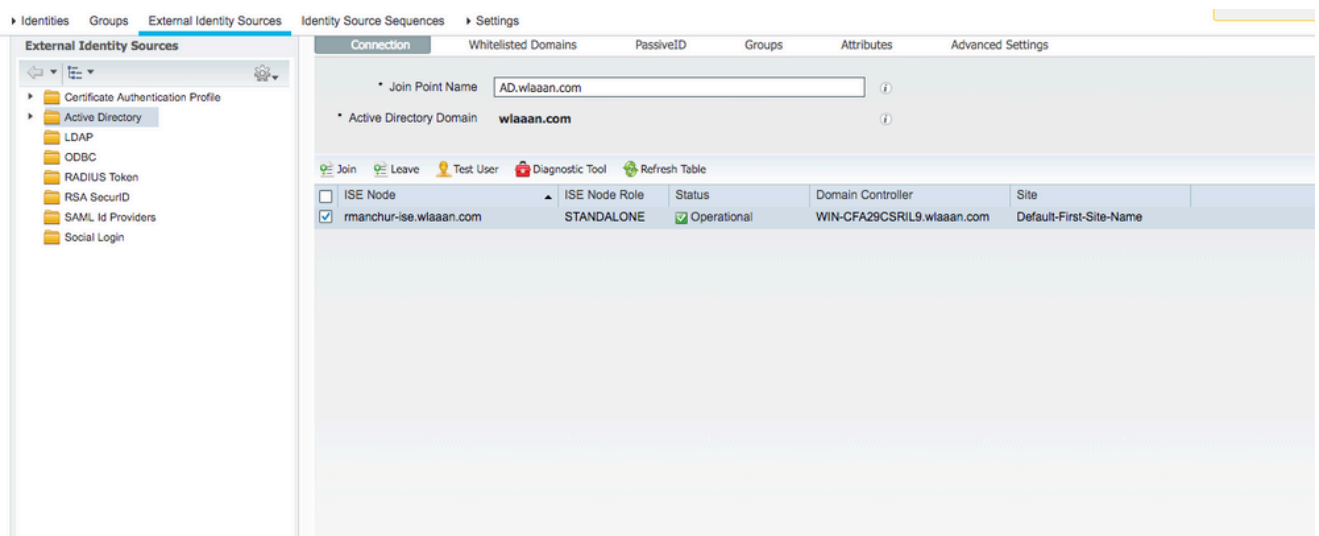 Identities Groups External Identity Sources Identity Source Sequences Settings
External Identity Sources
Certificate Authentication Profile
Active Directory
LDAP
ODBC
RADIUS Token
RSA SecurID
SAML Id Providers
Social Login
Connection Whitelisted Domains PassiveID Groups Attributes Advanced Settings
* Join Point Name AD.wlaaan.com
* Active Directory Domain wlaaan.com
Join Leave Test User Diagnostic Tool Refresh Table
ISE Node ISE Node Role Status Domain Controller Site
rmanchur-ise.wlaaan.com STANDALONE Operational WIN-CFA29CSRIL9.wlaaan.com Default-First-Site-Name